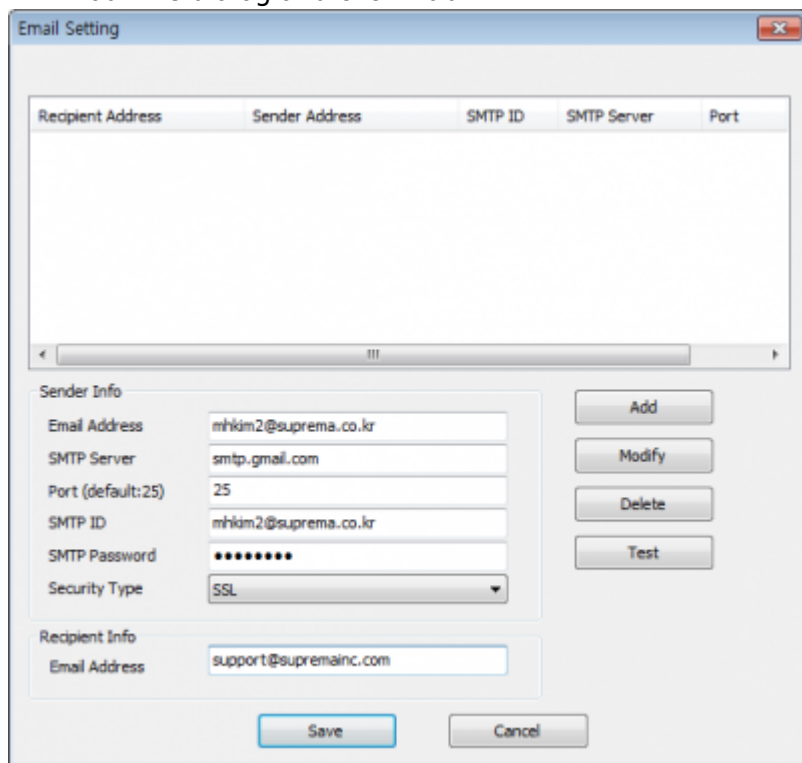 Email Setting
Recipient Address Sender Address SMTP ID SMTP Server Port
Sender Info
Email Address mhkim2@suprema.co.kr
SMTP Server smtp.gmail.com
Port (default:25) 25
SMTP ID mhkim2@suprema.co.kr
SMTP Password ••••••••
Security Type SSL
Add
Modify
Delete
Test
Recipient Info
Email Address support@supremainc.com
Save Cancel